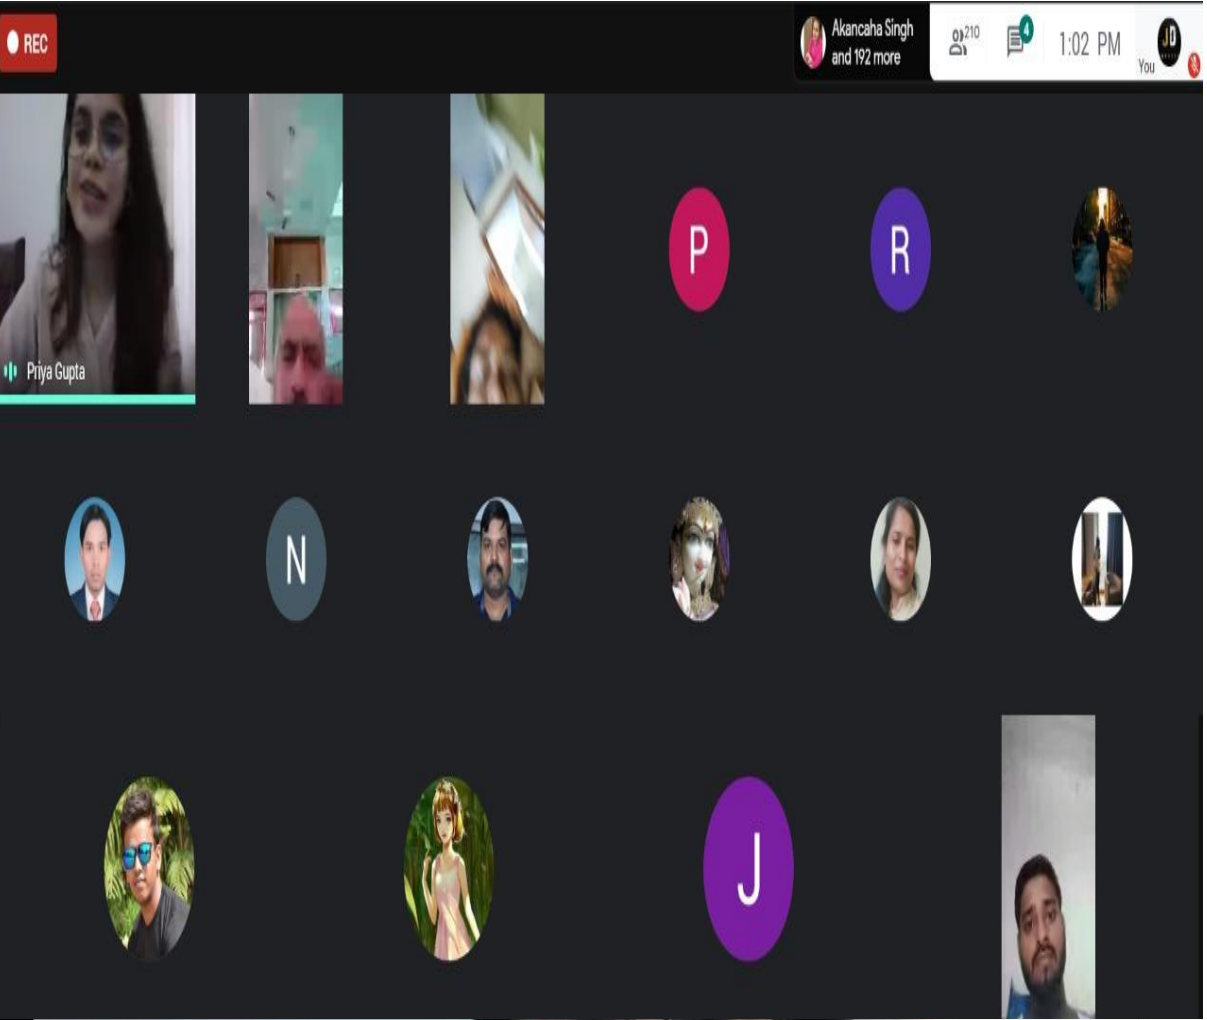 REC
Akancaha Singh
and 192 more
210
4
1:02 PM
You
JD
Priya Gupta
P
R
N
J